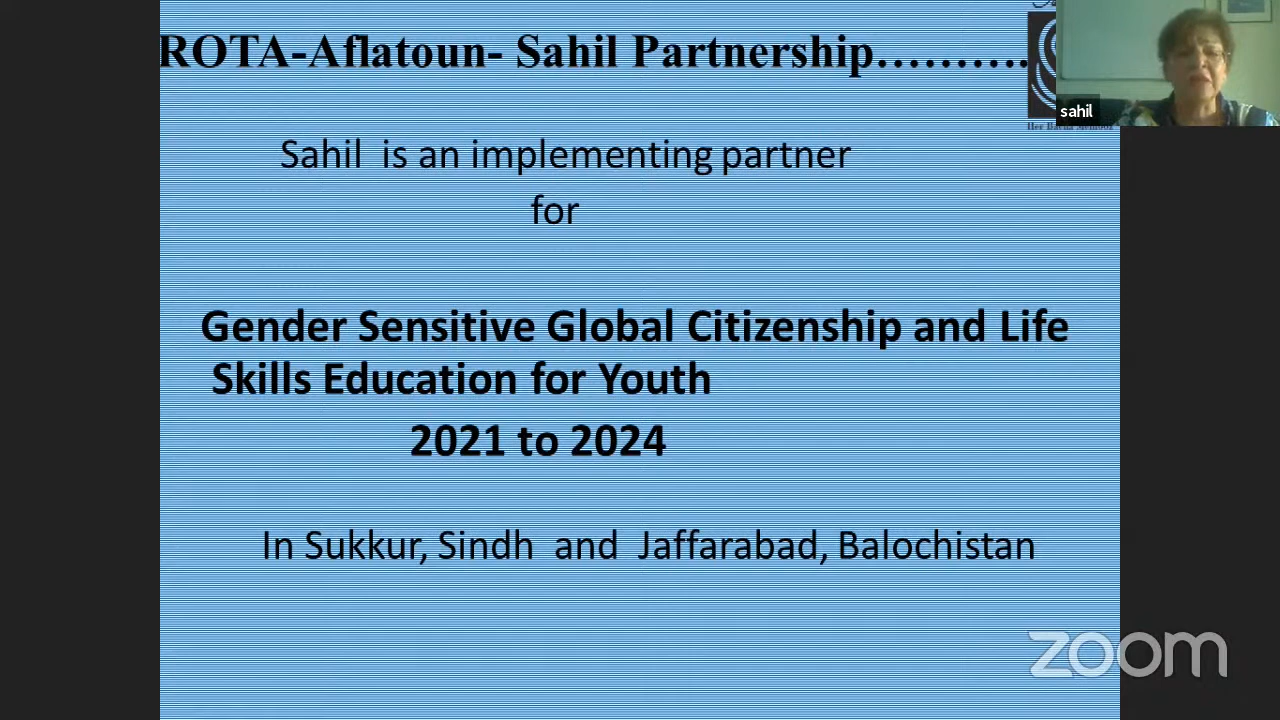 ROTA-Aflatoun- Sahil Partnership……….
sahil
Sahil is an implementing partner
for
Gender Sensitive Global Citizenship and Life
Skills Education for Youth
2021 to 2024
In Sukkur, Sindh and Jaffarabad, Balochistan
zoom